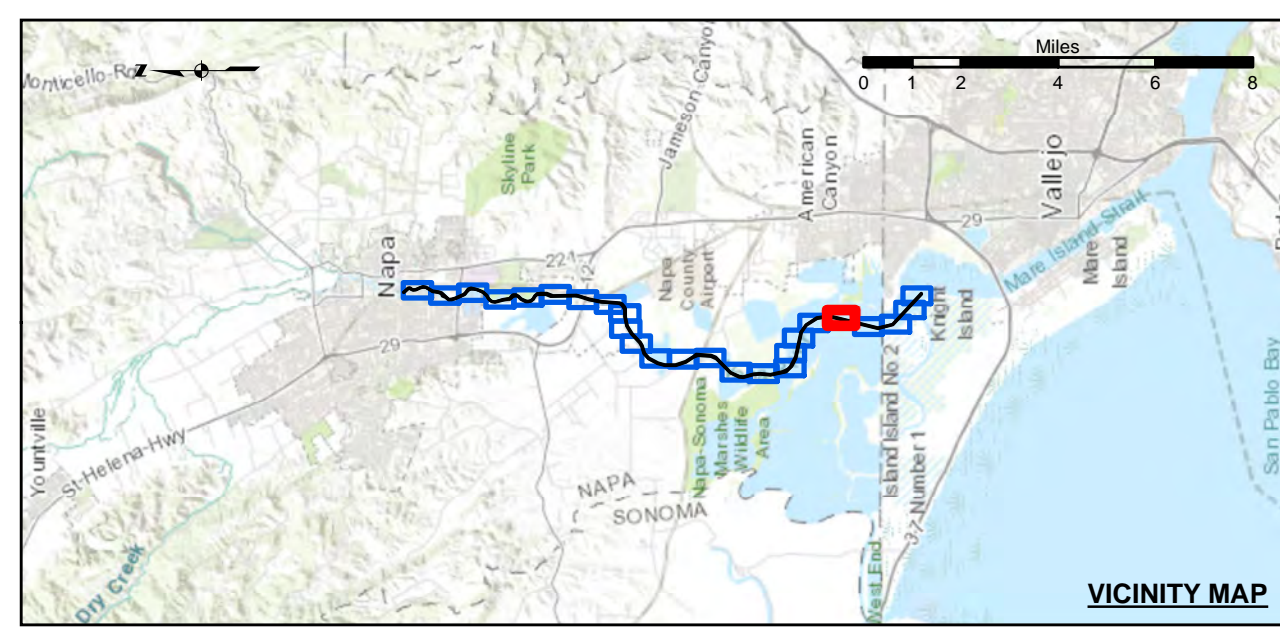 Monticello-Rd
Z
Miles
0 1 2 4 6 8
Jameson-Canyo
Skyline
Park
American
Canyon
Vallejo
29
Mare Island-Strait
Mare
Island
Napa
221
12
Napa
County
Airport
29
Knight
Island
Yountville
St-Helena-Hwy
Napa-Sonoma
Marshes
Wildlife
Area
Island Island No 2
37-Number 1
San Pablo Bay
NAPA
SONOMA
Dry Creek
West End
VICINITY MAP